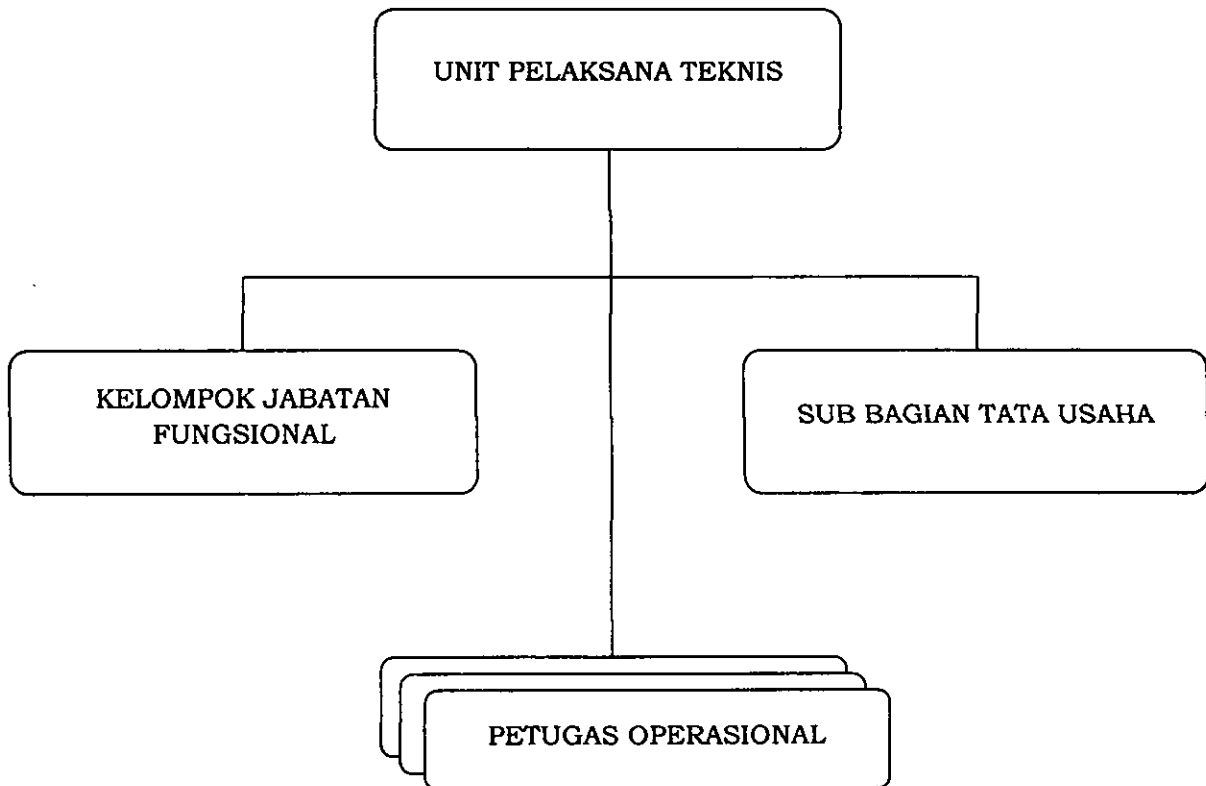 UNIT PELAKSANA TEKNIS
KELOMPOK JABATAN
FUNGSIONAL
SUB BAGIAN TATA USAHA
PETUGAS OPERASIONAL